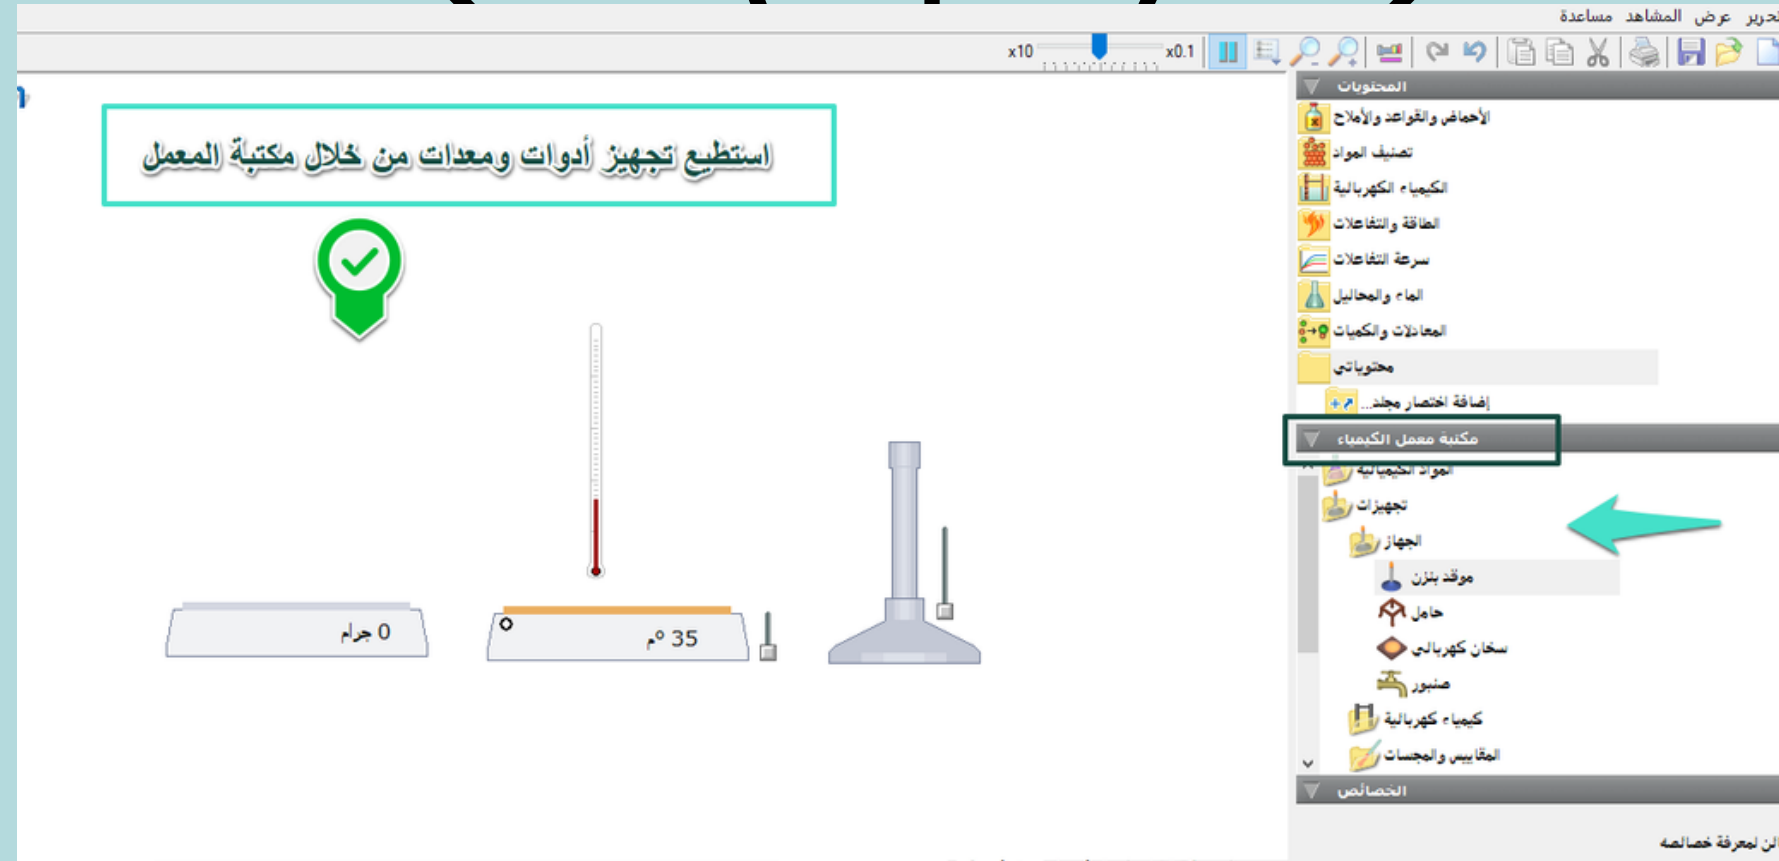 تحرير عرض المشاهد مساعدة
x10 x0.1
المحتويات
الأحماض والقواعد والأملاح
تصنيف المواد
الكيمياء الكهربائية
الطاقة والتفاعلات
سرعة التفاعلات
الماء والمحاليل
المعادلات والكميات
محتوياتي
إضافة اختصار مجلد...
مكتبة معمل الكيمياء
المواد الكيميائية
تجهيزات
الجهاز
موقد بنزن
حامل
سخان كهربائي
صنبور
كيمياء كهربائية
المقاييس والمجسات
الخصائص
لمعرفة خصائصه
استطيع تجهيز أدوات ومعدات من خلال مكتبة المعمل
35 °م
0 جرام